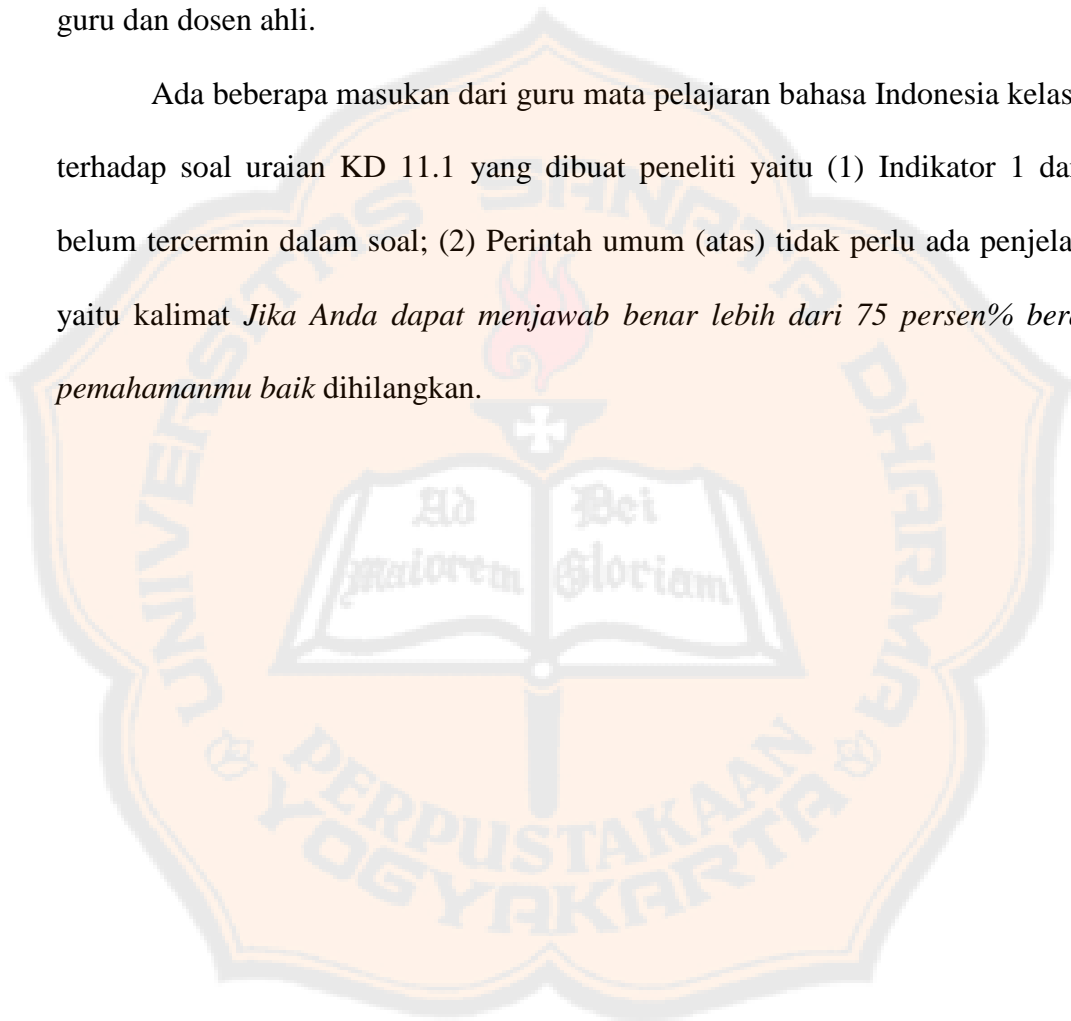 guru dan dosen ahli.
Ada beberapa masukan dari guru mata pelajaran bahasa Indonesia kelas
terhadap soal uraian KD 11.1 yang dibuat peneliti yaitu (1) Indikator 1
belum tercermin dalam soal; (2) Perintah umum (atas) tidak perlu ada
yaitu kalimat Jika Anda dapat menjawab benar lebih dari 75 persen%
pemahamanmu baik dihilangkan.
UNIVERSITAS SANATA DHARMA
Ad Dei
Maiorem Gloriam
PERPUSTAKAAN
YOGYAKARTA